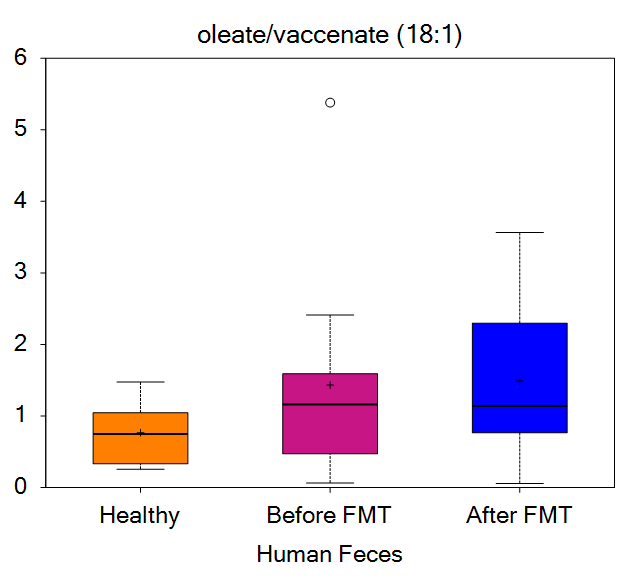 oleate/vaccenate (18:1)
6
5
4
3
2
1
0
Healthy Before FMT After FMT
Human Feces